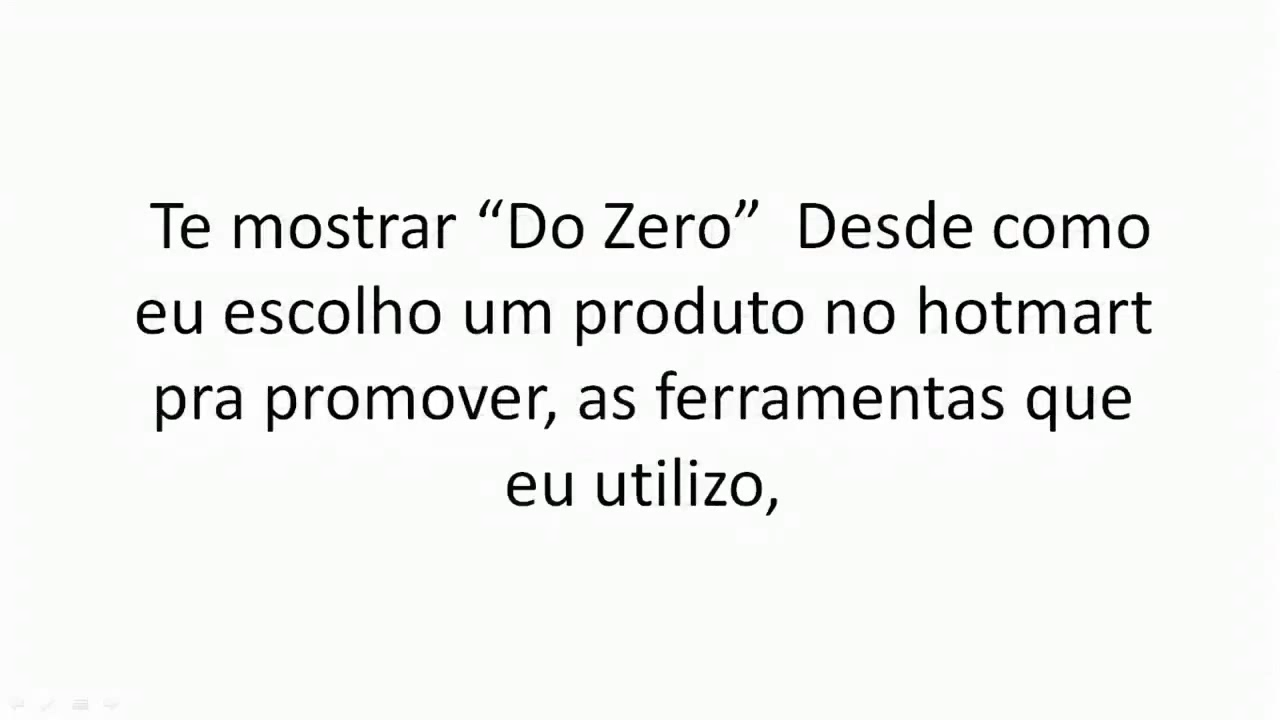 Te mostrar “Do Zero”  Desde como
eu escolho um produto no hotmart
pra promover, as ferramentas que
eu utilizo,